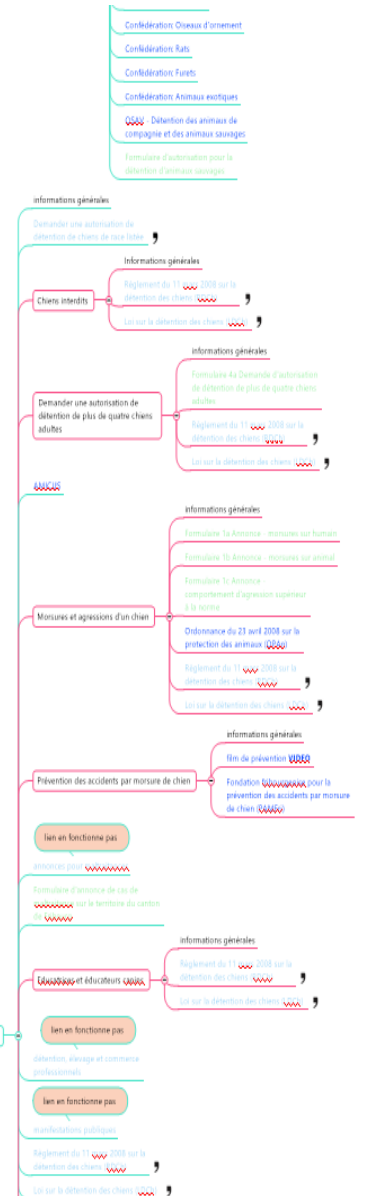 Confédération: Oiseaux d'ornement
Confédération: Rats
Confédération: Furets
Confédération: Animaux exotiques
OSAV - Détention des animaux de
compagnie et des animaux sauvages
Formulaire d'autorisation pour la
détention d'animaux sauvages
informations générales
Demander une autorisation de
détention de chiens de race listée
Informations générales
Règlement du 11 mars 2008 sur la
détention des chiens
Chiens interdits
Loi sur la détention des chiens
informations générales
Formulaire 4a Demande d'autorisation
de détention de plus de quatre chiens
adultes
Demander une autorisation de
détention de plus de quatre chiens
adultes
Règlement du 11 mars 2008 sur la
détention des chiens
Loi sur la détention des chiens
AMICUS
informations générales
Formulaire 1a Annonce - morsures sur humain
Formulaire 1b Annonce - morsures sur animal
Formulaire 1c Annonce
comportement d'agression supérieur
à la norme
Morsures et agressions d'un chien
Ordonnance du 23 avril 2008 sur la
protection des animaux (OPAn)
Règlement du 11 mars 2008 sur la
détention des chiens
Loi sur la détention des chiens
informations générales
film de prévention VIDEO
Prévention des accidents par morsure de chien
Fondation pour la
prévention des accidents par morsure
de chien
lien en fonctionne pas
annonces pour
Formulaire d'annonce de cas de
sur le territoire du canton
de
informations générales
Règlement du 11 mars 2008 sur la
détention des chiens
Educatrices et éducateurs canins
Loi sur la détention des chiens
lien en fonctionne pas
détention, élevage et commerce
professionnels
lien en fonctionne pas
manifestations publiques
Règlement du 11 mars 2008 sur la
détention des chiens
Loi sur la détention des chiens